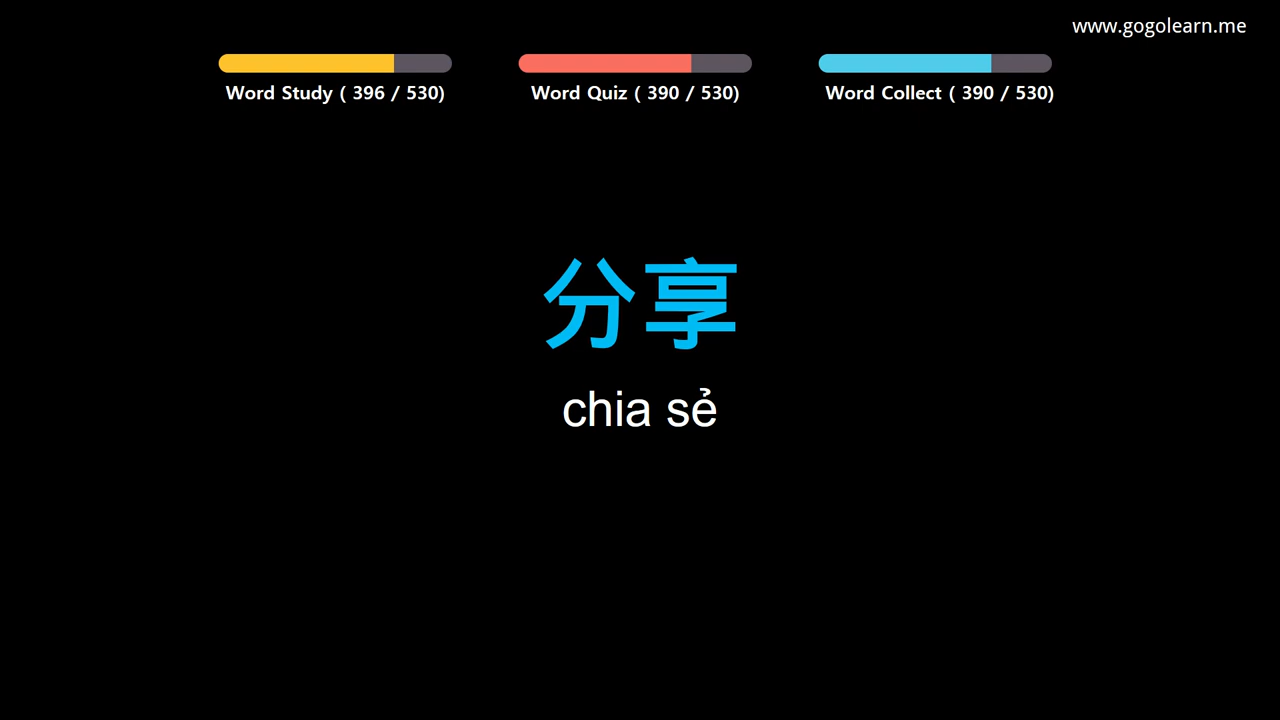 www.gogolearn.me
Word Study ( 396 / 530)
Word Quiz ( 390 / 530)
Word Collect ( 390 / 530)
分享
chia sẻ